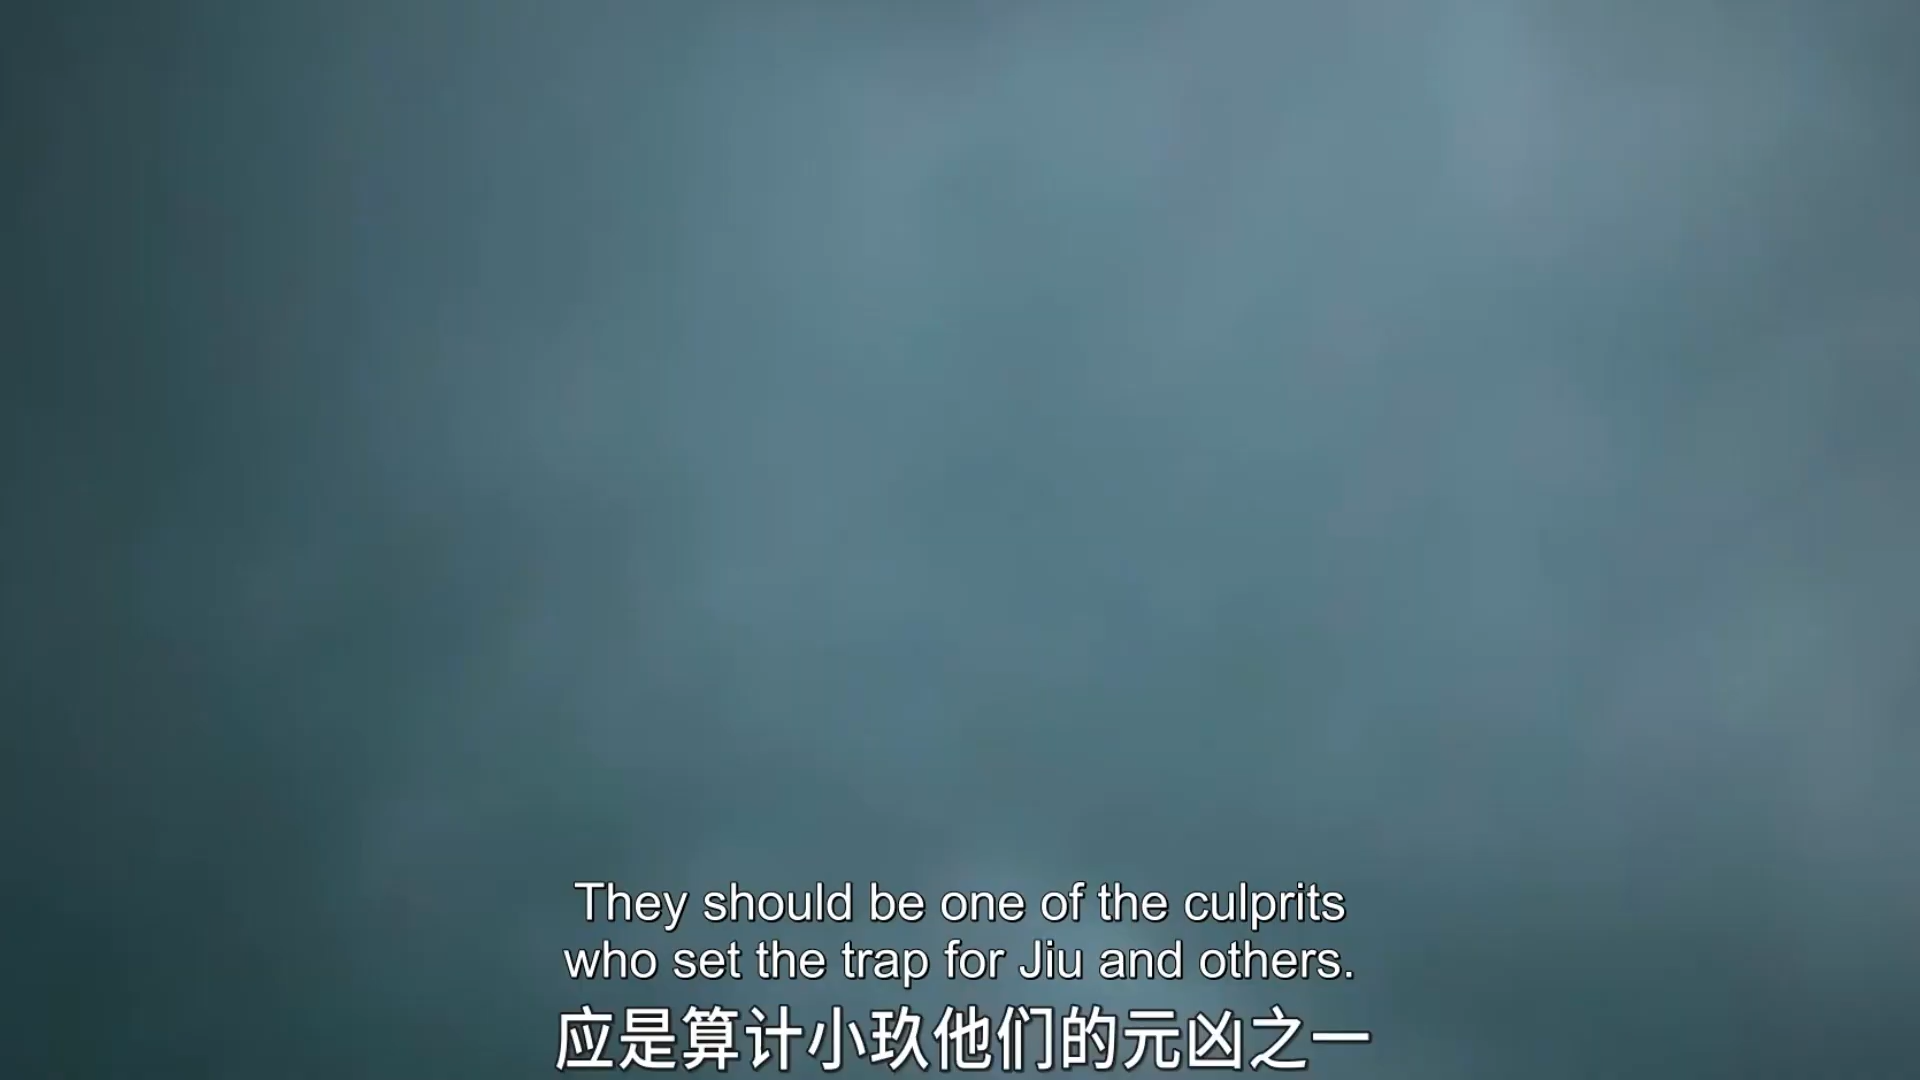 They should be one of the culprits
who set the trap for Jiu and others.
应是算计小玖他们的元凶之一